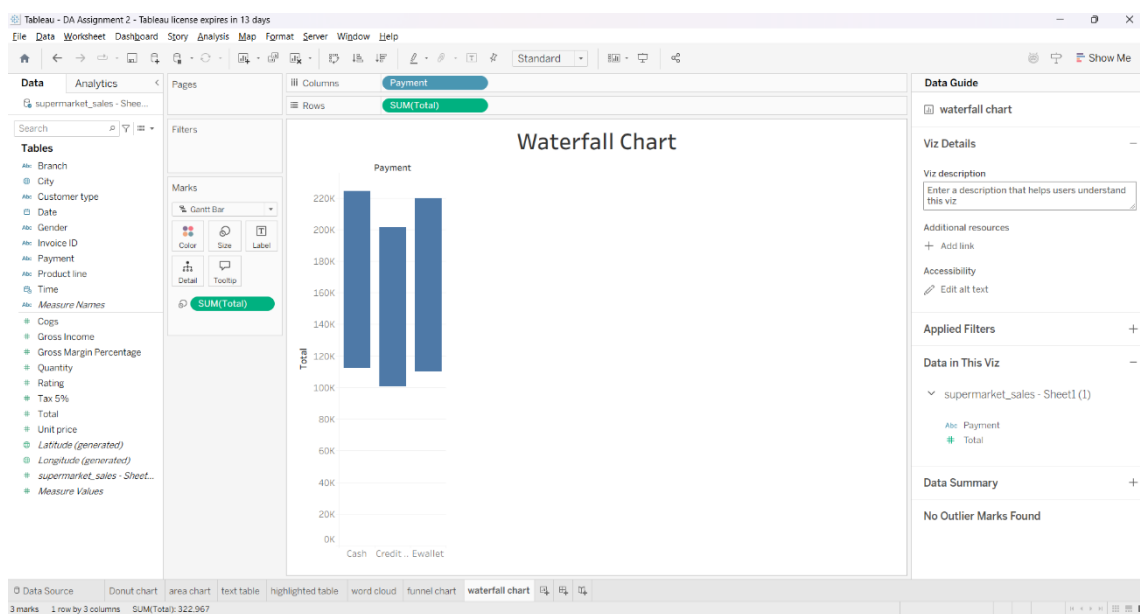 Tableau - DA Assignment 2 - Tableau license expires in 13 days
File Data Worksheet Dashboard Story Analysis Map Format Server Window Help
Standard
Show Me
Data Analytics
supermarket_sales - Shee...
Search
Tables
Abc Branch
City
Abc Customer type
Date
Abc Gender
Abc Invoice ID
Abc Payment
Abc Product line
Time
Abc Measure Names
# Cogs
# Gross Income
# Gross Margin Percentage
# Quantity
# Rating
# Tax 5%
# Total
# Unit price
Latitude (generated)
Longitude (generated)
# supermarket_sales - Sheet...
# Measure Values
Pages
Filters
Marks
Gantt Bar
Color Size Label
Detail Tooltip
SUM(Total)
Columns Payment
Rows SUM(Total)
Waterfall Chart
Payment
220K
200K
180K
160K
140K
120K
100K
80K
60K
40K
20K
0K
Total
Cash Credit .. Ewallet
Data Guide
waterfall chart
Viz Details
Viz description
Enter a description that helps users understand
this viz
Additional resources
+ Add link
Accessibility
Edit alt text
Applied Filters
Data in This Viz
supermarket_sales - Sheet1 (1)
Abc Payment
# Total
Data Summary
No Outlier Marks Found
Data Source Donut chart area chart text table highlighted table word cloud funnel chart waterfall chart
3 marks 1 row by 3 columns SUM(Total): 322,967